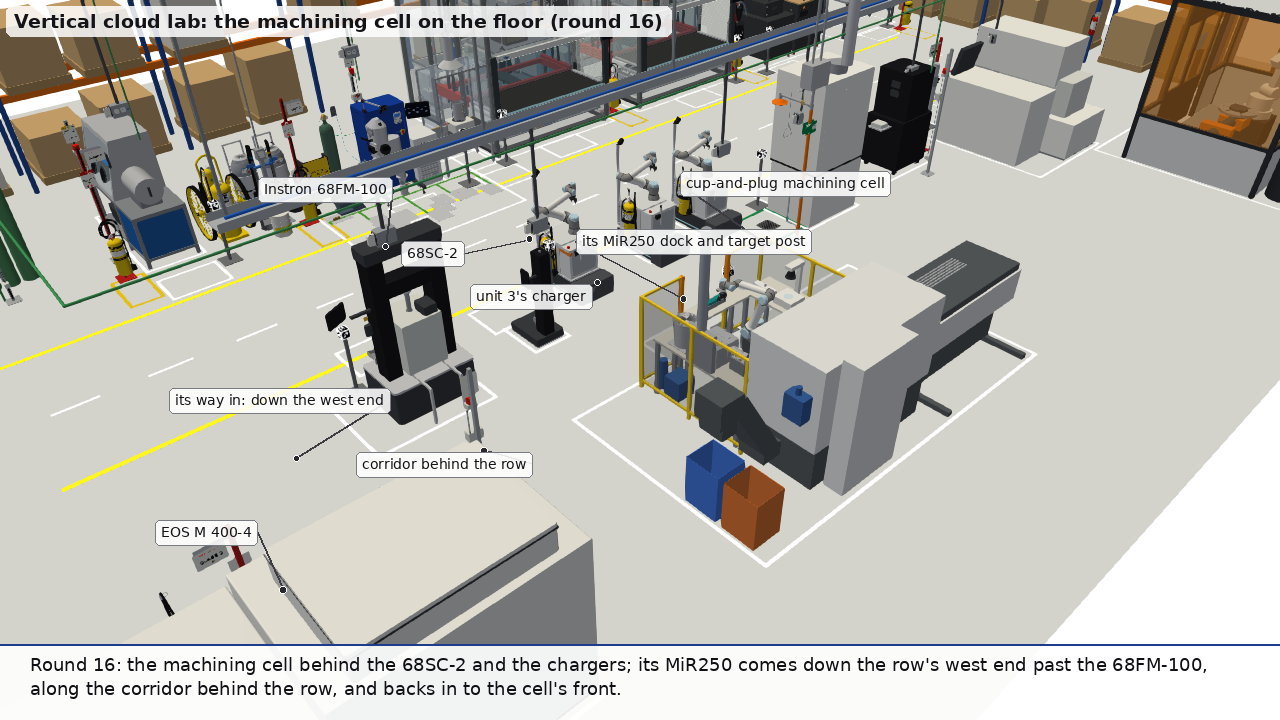 Vertical cloud lab: the machining cell on the floor (round 16)
cup-and-plug machining cell
Instron 68FM-100
its MiR250 dock and target post
68SC-2
unit 3's charger
its way in: down the west end
corridor behind the row
EOS M 400-4
Round 16: the machining cell behind the 68SC-2 and the chargers; its MiR250 comes down the row's west end past the 68FM-100,
along the corridor behind the row, and backs in to the cell's front.